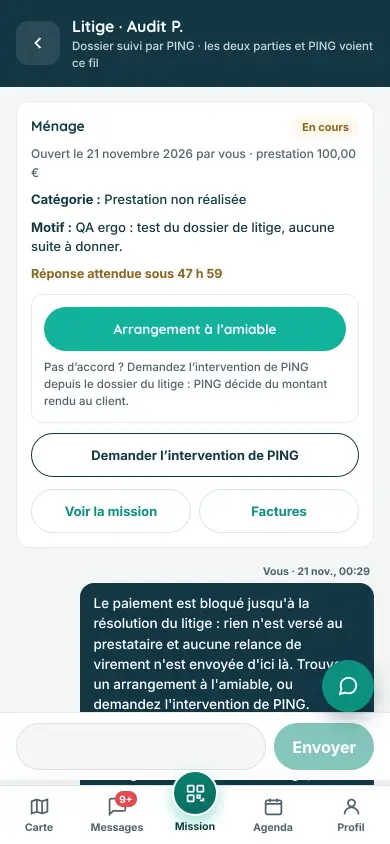 Litige · Audit P.
Dossier suivi par PING · les deux parties et PING voient
ce fil
Ménage
En cours
Ouvert le 21 novembre 2026 par vous · prestation 100,00
€
Catégorie : Prestation non réalisée
Motif : QA ergo : test du dossier de litige, aucune
suite à donner.
Réponse attendue sous 47 h 59
Arrangement à l’amiable
Pas d’accord ? Demandez l’intervention de PING
depuis le dossier du litige : PING décide du montant
rendu au client.
Demander l’intervention de PING
Voir la mission
Factures
Vous · 21 nov., 00:29
Le paiement est bloqué jusqu'à la
résolution du litige : rien n'est versé au
prestataire et aucune relance de
virement n'est envoyée d'ici là.
un arrangement à l'amiable, ou
demandez l'intervention de PING.
Envoyer
9+
Carte
Messages
Mission
Agenda
Profil